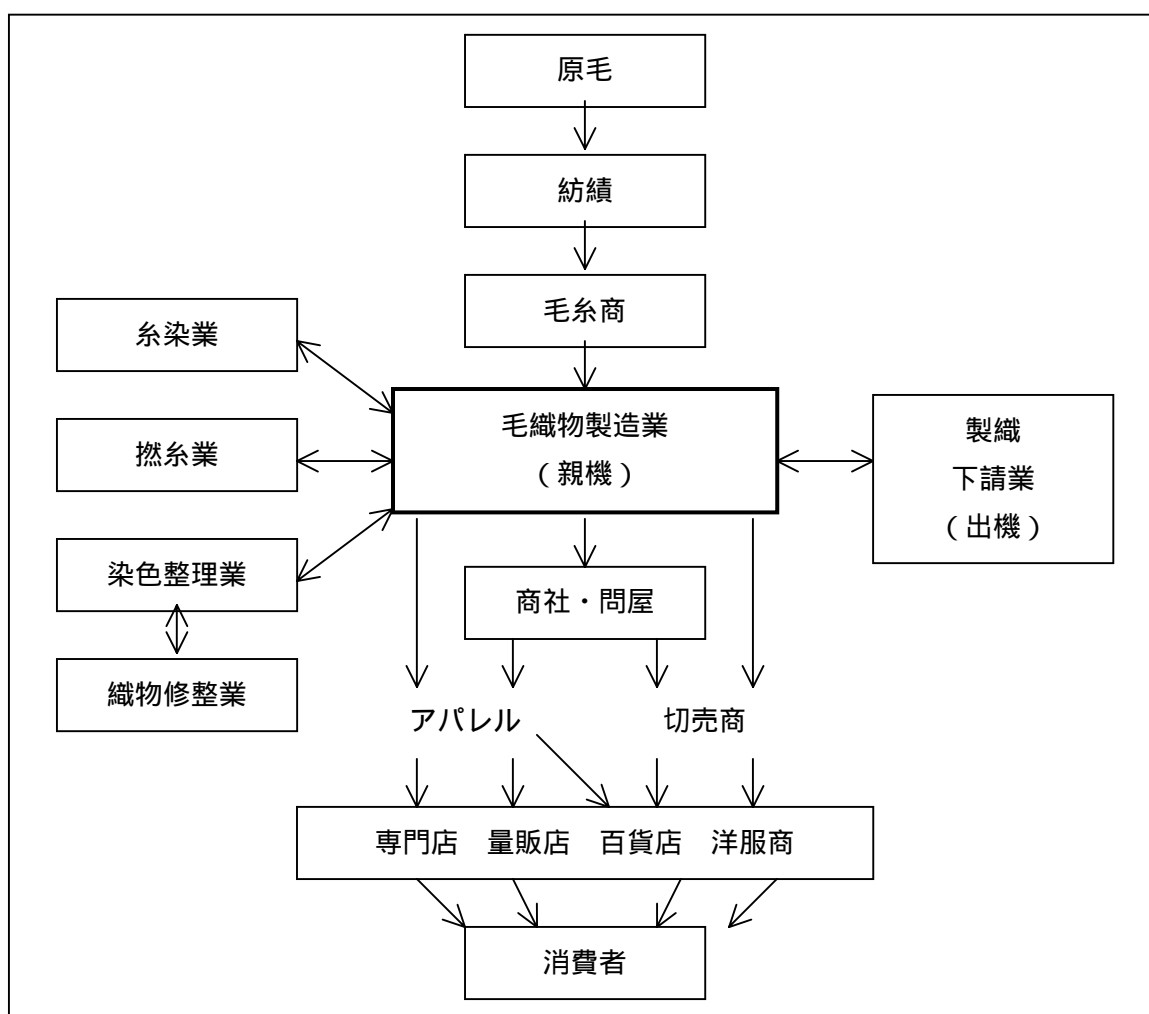 原毛
紡績
毛糸商
糸染業
毛織物製造業
（親機）
製織
下請業
（出機）
撚糸業
染色整理業
商社・問屋
織物修整業
アパレル
切売商
専門店　量販店　百貨店　洋服商
消費者